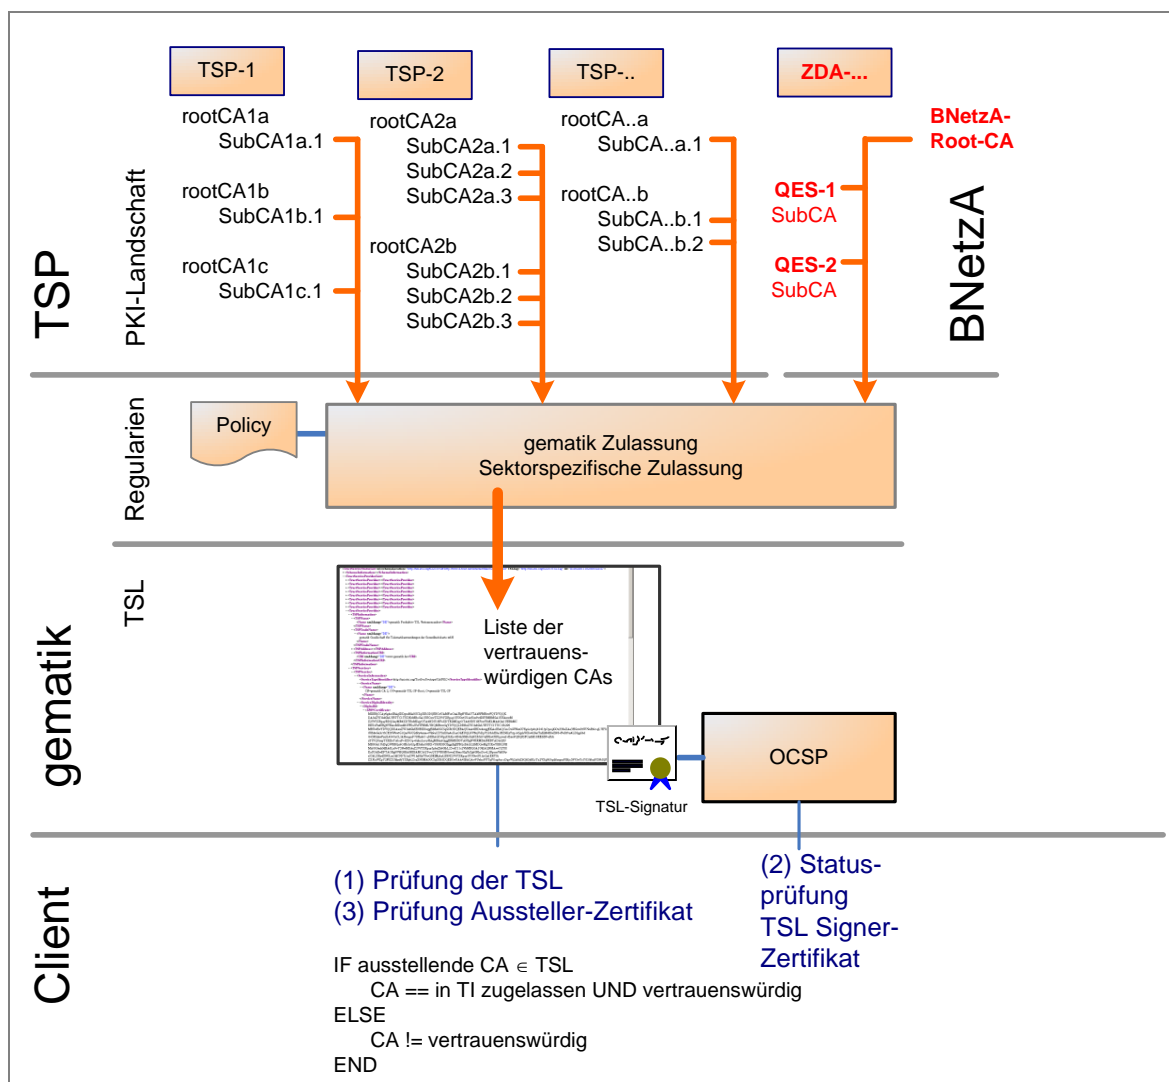 TSP-1
TSP-2
TSP-..
ZDA-...
rootCA1a
SubCA1a.1
rootCA1b
SubCA1b.1
rootCA1c
SubCA1c.1
rootCA2a
SubCA2a.1
SubCA2a.2
SubCA2a.3
rootCA2b
SubCA2b.1
SubCA2b.2
SubCA2b.3
rootCA..a
SubCA..a.1
rootCA..b
SubCA..b.1
SubCA..b.2
BNetzA-
Root-CA
QES-1
SubCA
QES-2
SubCA
TSP
PKI-Landschaft
BNetzA
Regularien
Policy
gematik Zulassung
Sektorspezifische Zulassung
gematik
TSL
Liste der
vertrauens-
würdigen CAs
TSL-Signatur
OCSP
Client
(1) Prüfung der TSL
(3) Prüfung Aussteller-Zertifikat
(2) Status-
prüfung
TSL Signer-
Zertifikat
IF ausstellende CA ∈ TSL
CA == in TI zugelassen UND vertrauenswürdig
ELSE
CA != vertrauenswürdig
END